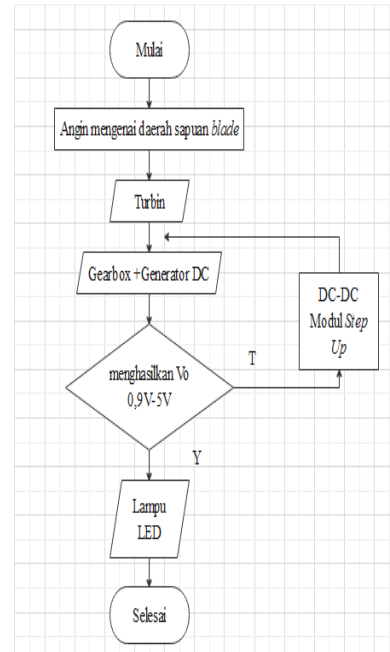 Mulai
Angin mengenai daerah sapuan blade
Turbin
Gearbox +Generator DC
DC-DC
Modul Step
Up
menghasilkan Vo
0,9V-5V
T
Y
Lampu
LED
Selesai